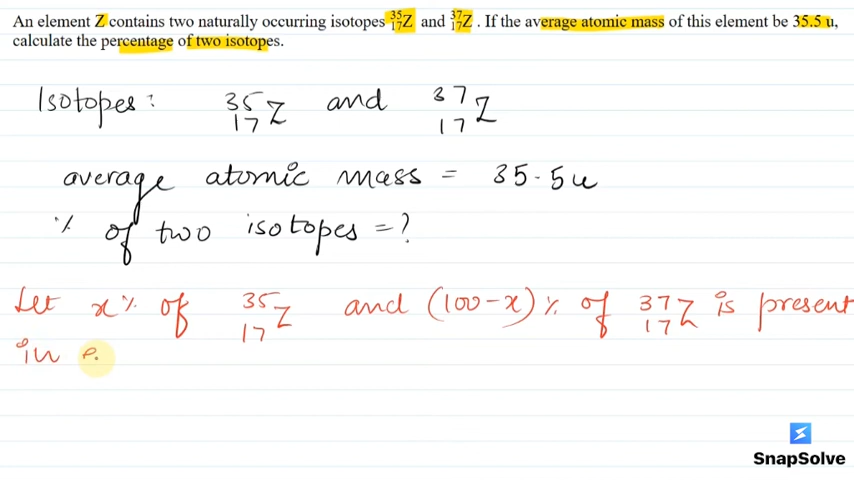 An element Z contains two naturally occurring isotopes ³⁵₁₇Z and ³⁷₁₇Z . If the average atomic mass of this element be 35.5 u,
calculate the percentage of two isotopes.
Isotopes: ³⁵₁₇Z and ³⁷₁₇Z
average atomic mass = 35.5u
% of two isotopes = ?
Let x% of ³⁵₁₇Z and (100-x)% of ³⁷₁₇Z is present
in e
SnapSolve